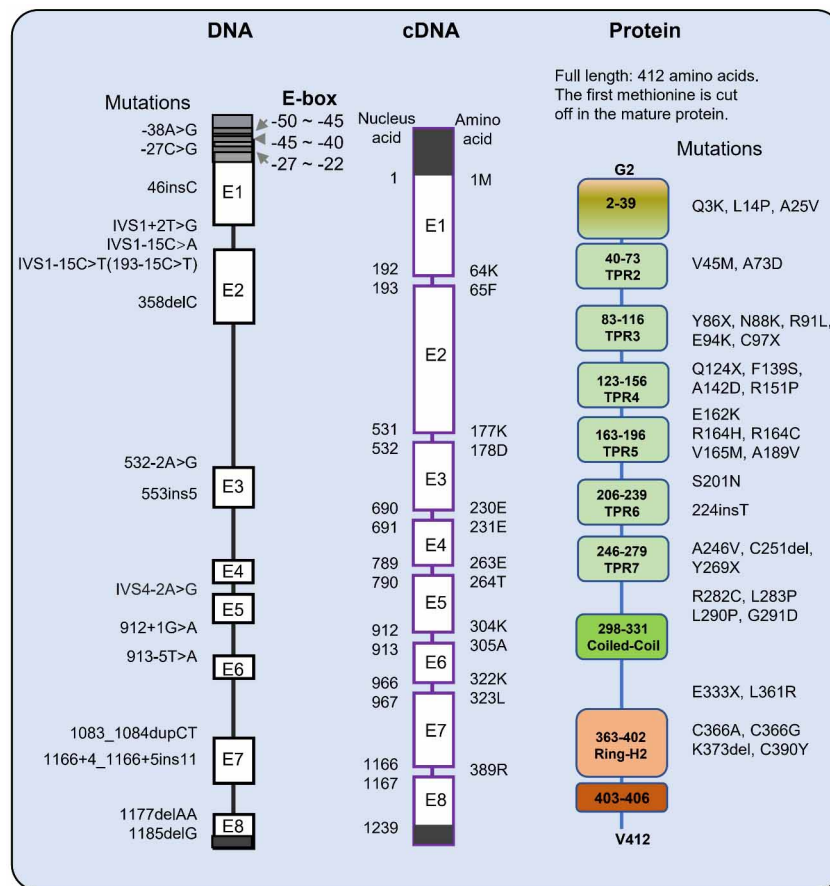 DNA
cDNA
Protein
Full length: 412 amino acids.
The first methionine is cut
off in the mature protein.
Mutations
E-box
-38A>G
-27C>G
-50 ~ -45
-45 ~ -40
-27 ~ -22
46insC
E1
IVS1+2T>G
IVS1-15C>A
IVS1-15C>T(193-15C>T)
E2
358delC
532-2A>G
E3
553ins5
E4
IVS4-2A>G
E5
912+1G>A
913-5T>A
E6
1083_1084dupCT
E7
1166+4_1166+5ins11
1177delAA
E8
1185delG
Nucleus
acid
Amino
acid
1
1M
E1
192
64K
193
65F
E2
531
177K
532
178D
E3
690
230E
691
231E
E4
789
263E
790
264T
E5
912
304K
913
305A
E6
966
322K
967
323L
E7
1166
389R
1167
E8
1239
Mutations
G2
2-39
Q3K, L14P, A25V
40-73
TPR2
V45M, A73D
83-116
TPR3
Y86X, N88K, R91L,
E94K, C97X
123-156
TPR4
Q124X, F139S,
A142D, R151P
E162K
163-196
TPR5
R164H, R164C
V165M, A189V
S201N
206-239
TPR6
224insT
246-279
TPR7
A246V, C251del,
Y269X
R282C, L283P
L290P, G291D
298-331
Coiled-Coil
E333X, L361R
363-402
Ring-H2
C366A, C366G
K373del, C390Y
403-406
V412